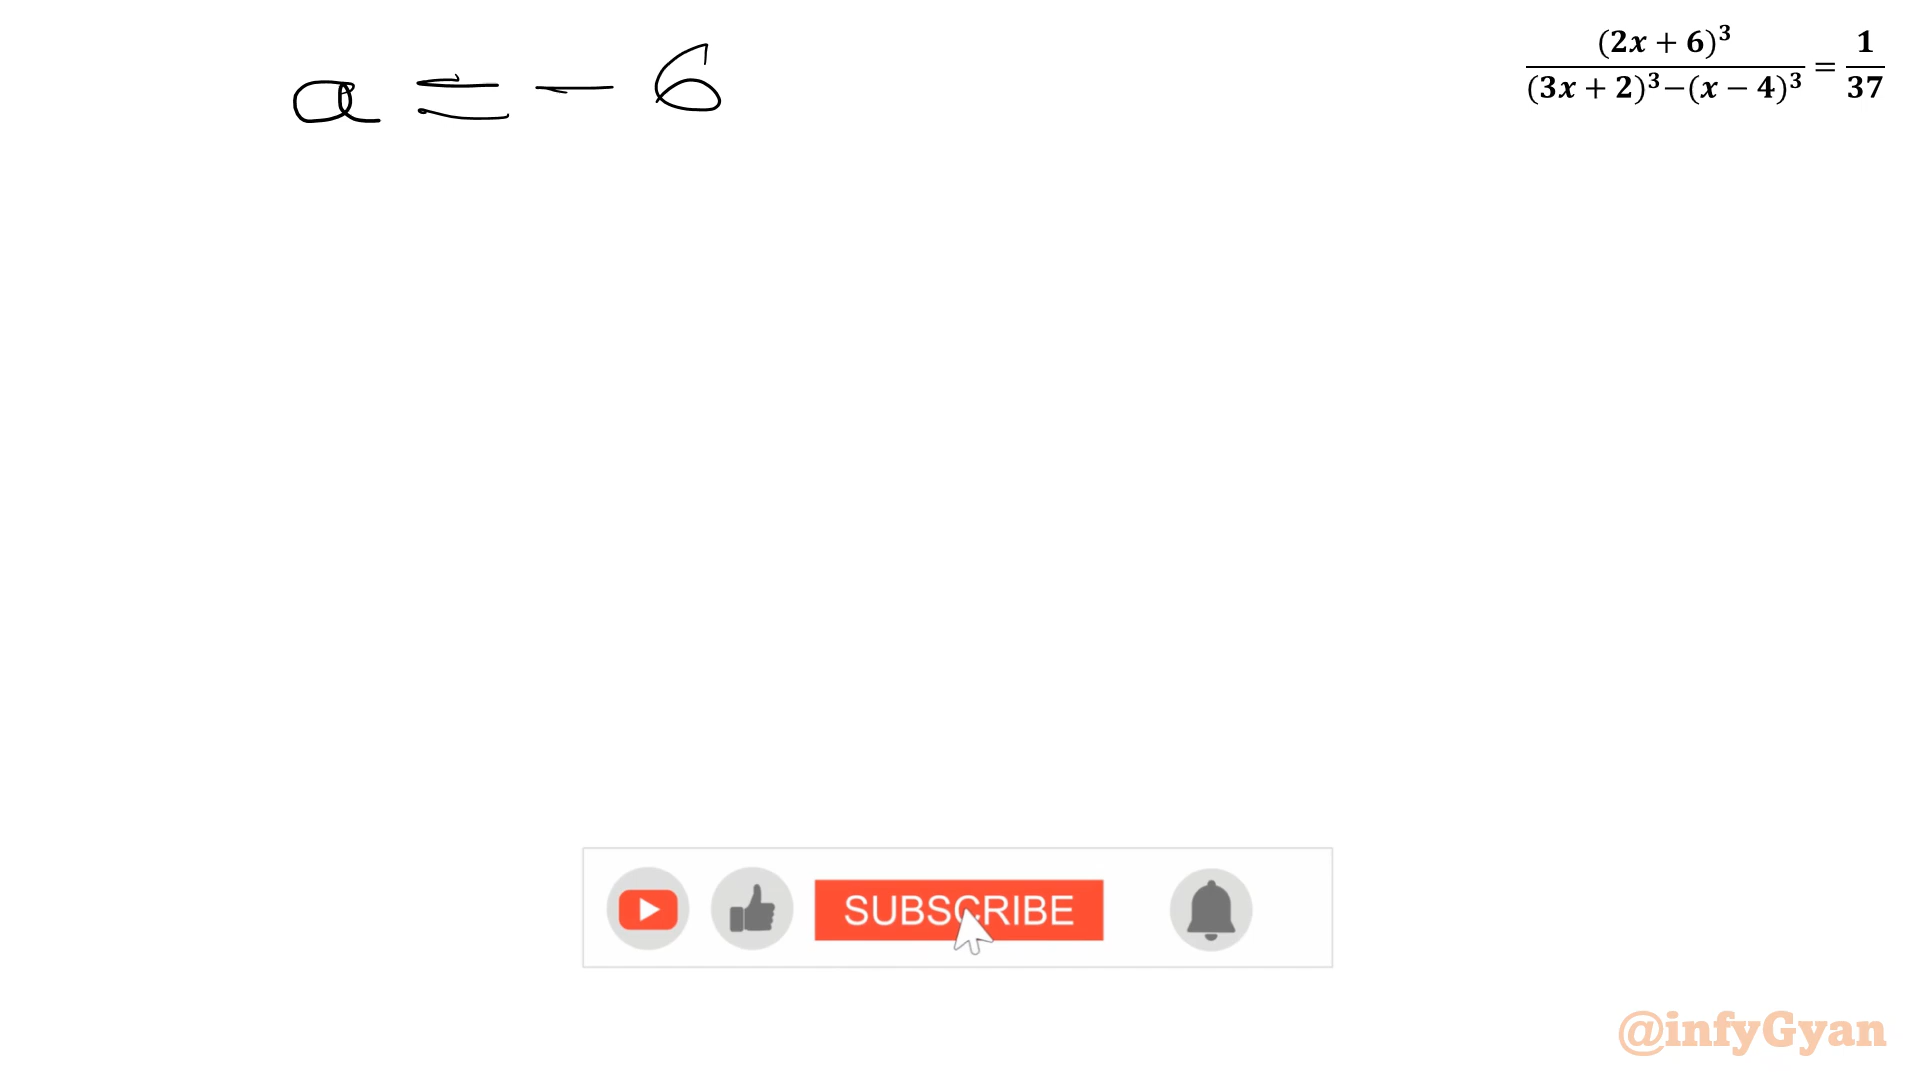 a = - 6
(2x + 6)³ / (3x + 2)³−(x − 4)³ = 1 / 37
SUBSCRIBE
@infyGyan